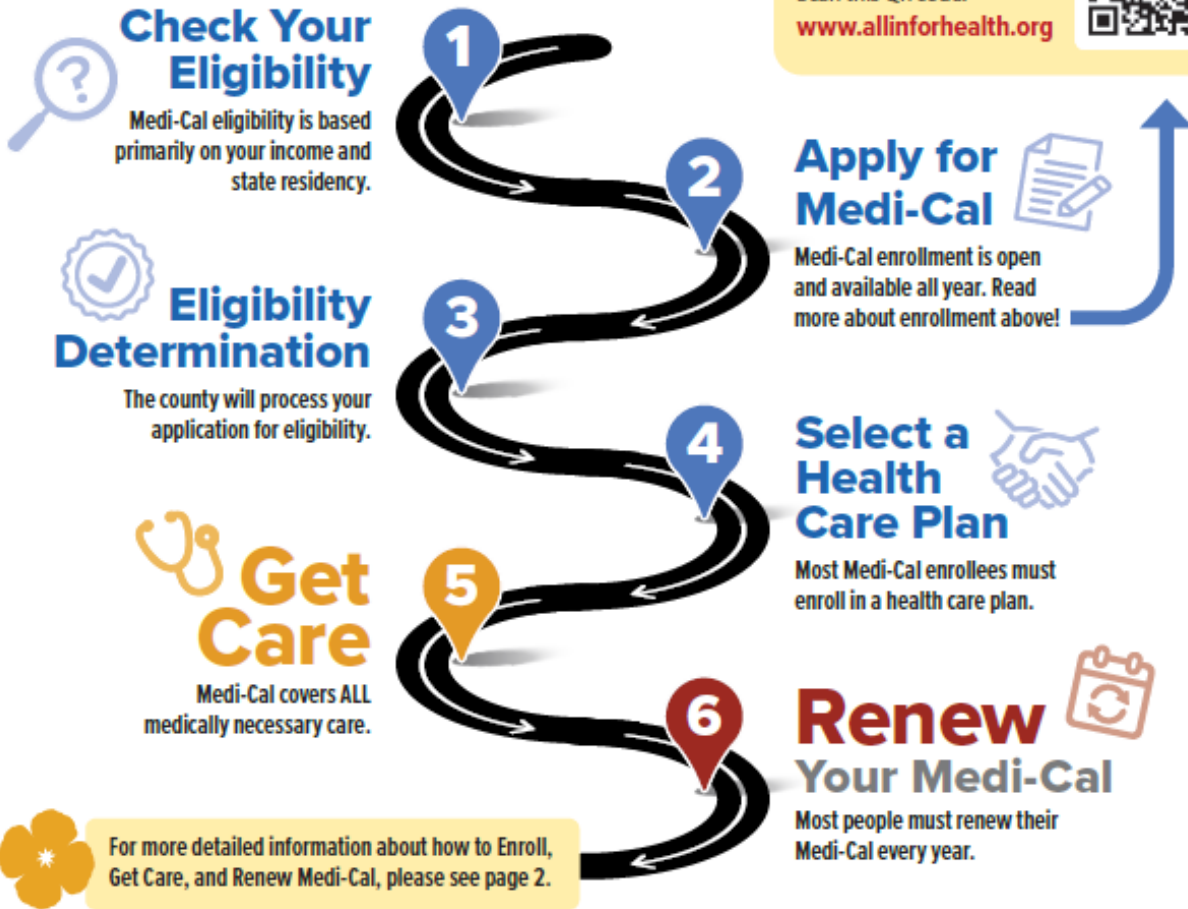 www.allinforhealth.org
1
Check Your
Eligibility
Medi-Cal eligibility is based
primarily on your income and
state residency.
2
Apply for
Medi-Cal
Medi-Cal enrollment is open
and available all year. Read
more about enrollment above!
3
Eligibility
Determination
The county will process your
application for eligibility.
4
Select a
Health
Care Plan
Most Medi-Cal enrollees must
enroll in a health care plan.
5
Get
Care
Medi-Cal covers ALL
medically necessary care.
6
Renew
Your Medi-Cal
Most people must renew their
Medi-Cal every year.
For more detailed information about how to Enroll,
Get Care, and Renew Medi-Cal, please see page 2.